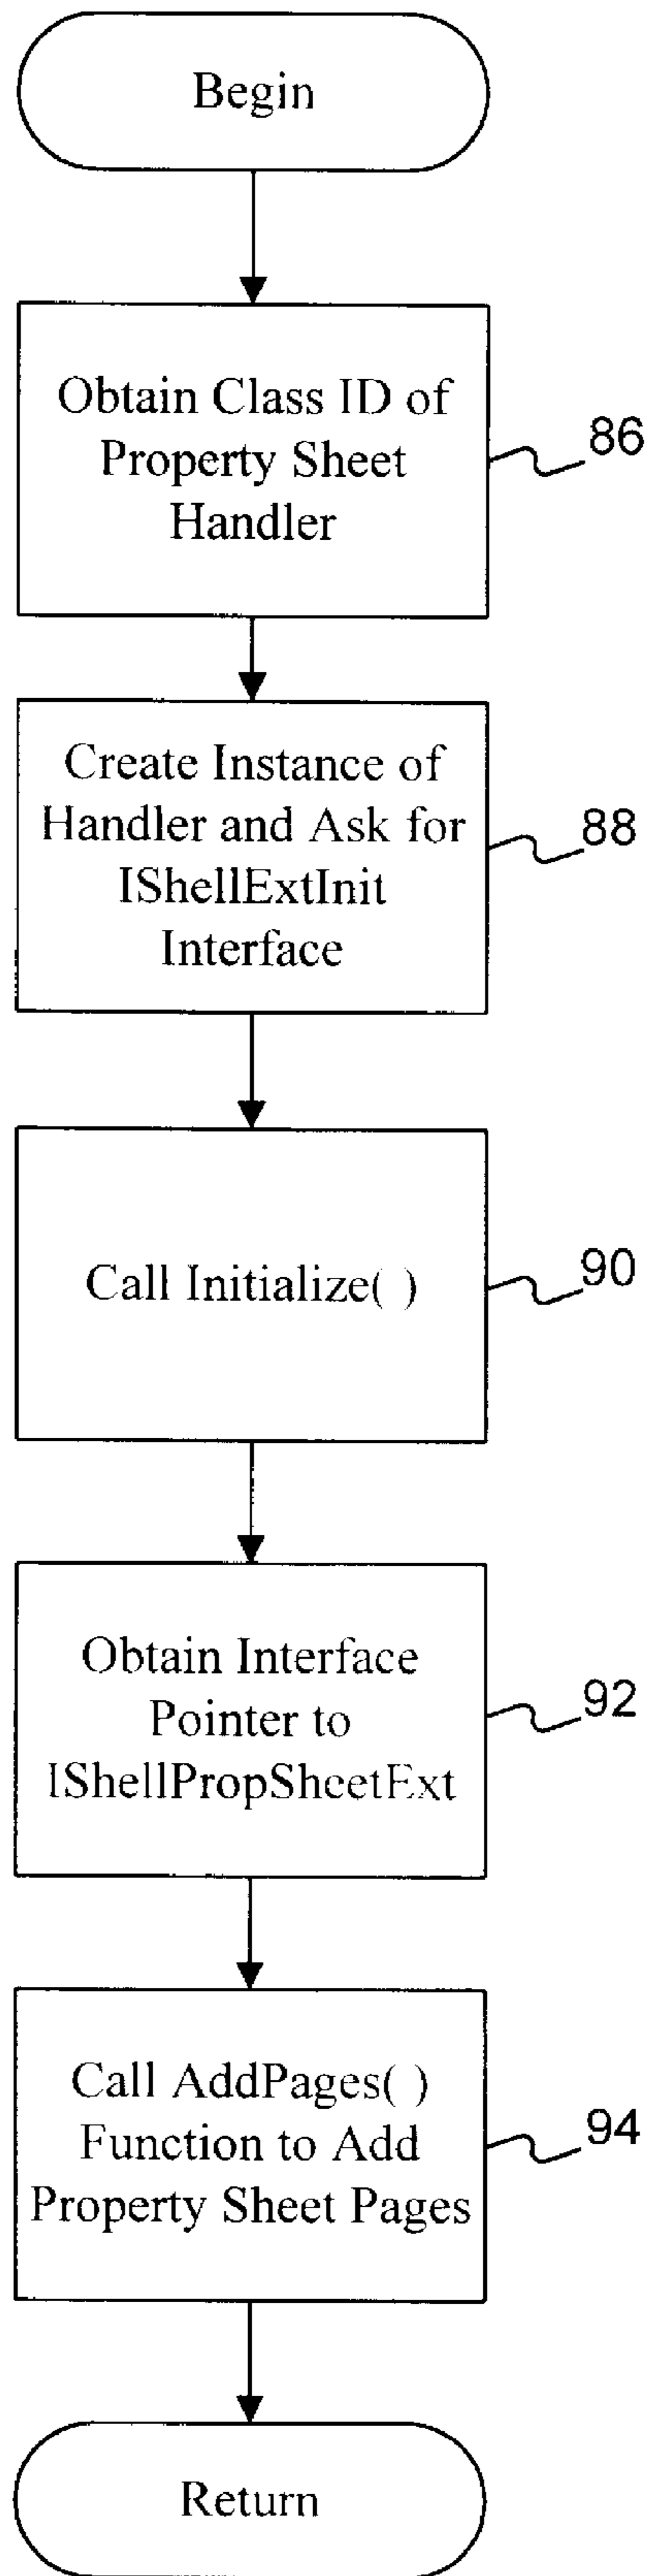 Begin
Obtain Class ID of
Property Sheet
Handler
86
Create Instance of
Handler and Ask for
IShellExtInit
Interface
88
Call Initialize( )
90
Obtain Interface
Pointer to
IShellPropSheetExt
92
Call AddPages( )
Function to Add
Property Sheet Pages
94
Return